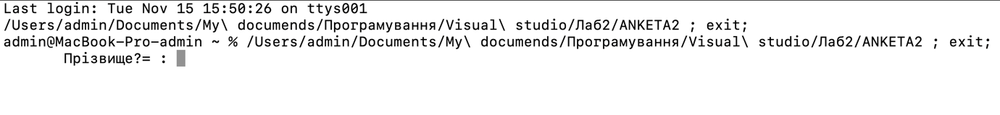 Last login: Tue Nov 15 15:50:26 on ttys001
/Users/admin/Documents/My\ documends/Програмування/Visual\ studio/Лаб2/ANKETA2 ; exit;
admin@MacBook-Pro-admin ~ % /Users/admin/Documents/My\ documends/Програмування/Visual\ studio/Лаб2/ANKETA2 ; exit;
Прізвище?= :